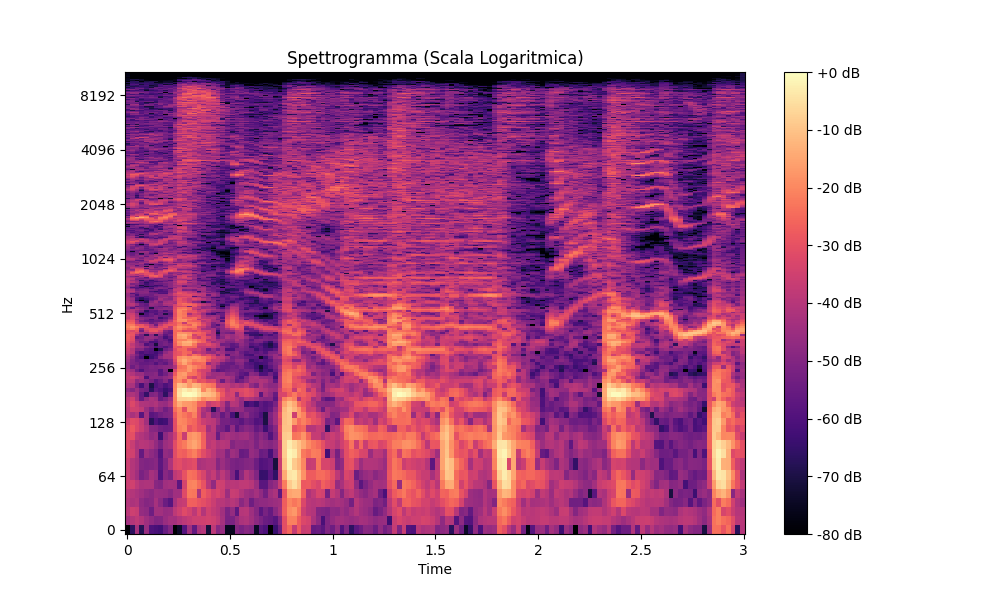 Spettrogramma (Scala Logaritmica)
Hz
8192
4096
2048
1024
512
256
128
64
0
0
0.5
1
1.5
2
2.5
3
Time
+0 dB
-10 dB
-20 dB
-30 dB
-40 dB
-50 dB
-60 dB
-70 dB
-80 dB